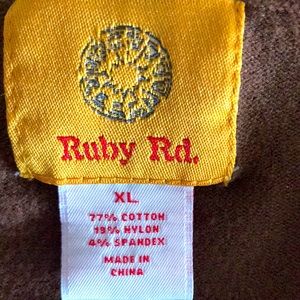 Ruby Rd.
XL
77% COTTON
19% NYLON
4% SPANDEX
MADE IN
CHINA